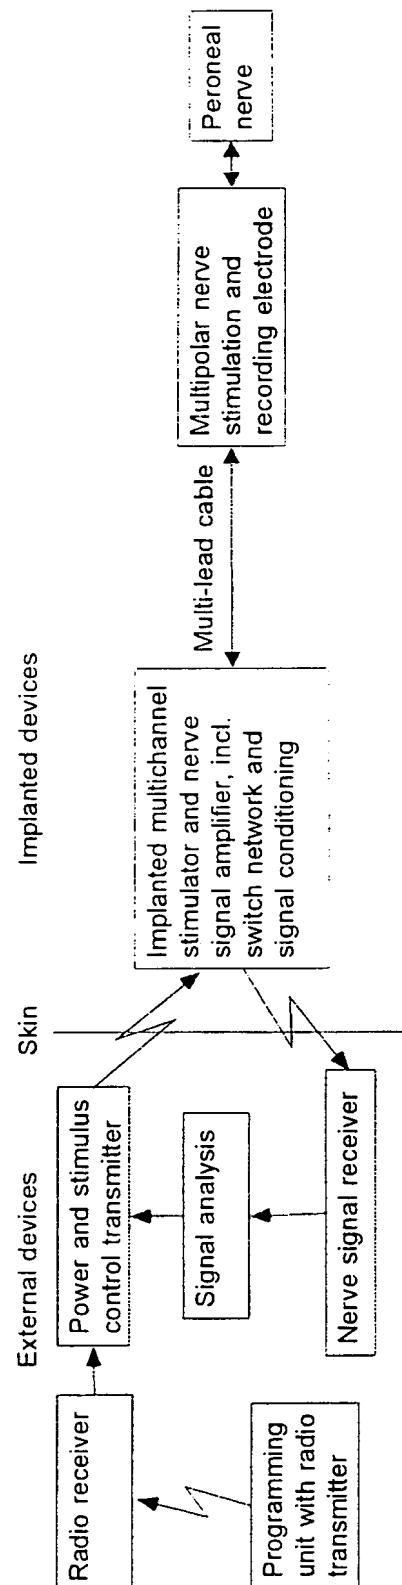 External devices
Skin
Implanted devices
Radio receiver
Programming
unit with radio
transmitter
Power and stimulus
control transmitter
Signal analysis
Nerve signal receiver
Implanted multichannel
stimulator and nerve
signal amplifier, incl.
switch network and
signal conditioning
Multi-lead cable
Multipolar nerve
stimulation and
recording electrode
Peroneal
nerve